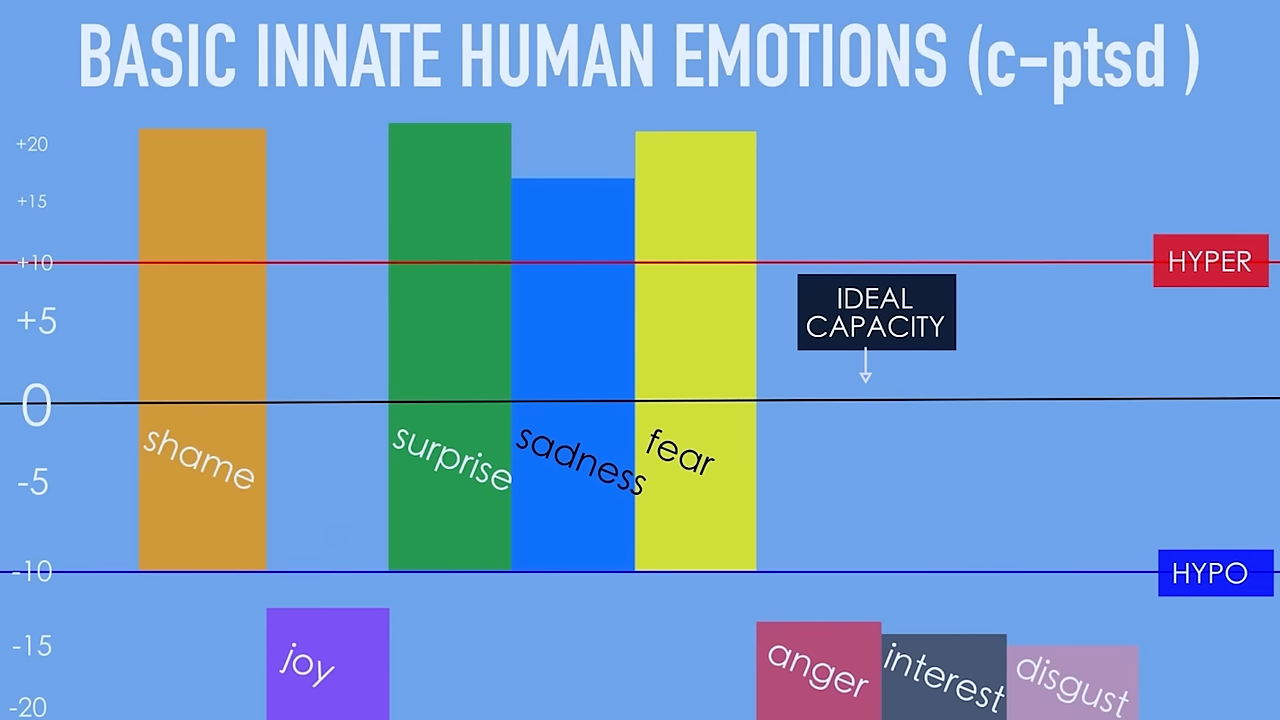 BASIC INNATE HUMAN EMOTIONS (c-ptsd )
+20
+15
+10
HYPER
IDEAL
CAPACITY
+5
0
shame
surprise
sadness
fear
-5
-10
HYPO
-15
joy
anger
interest
disgust
-20